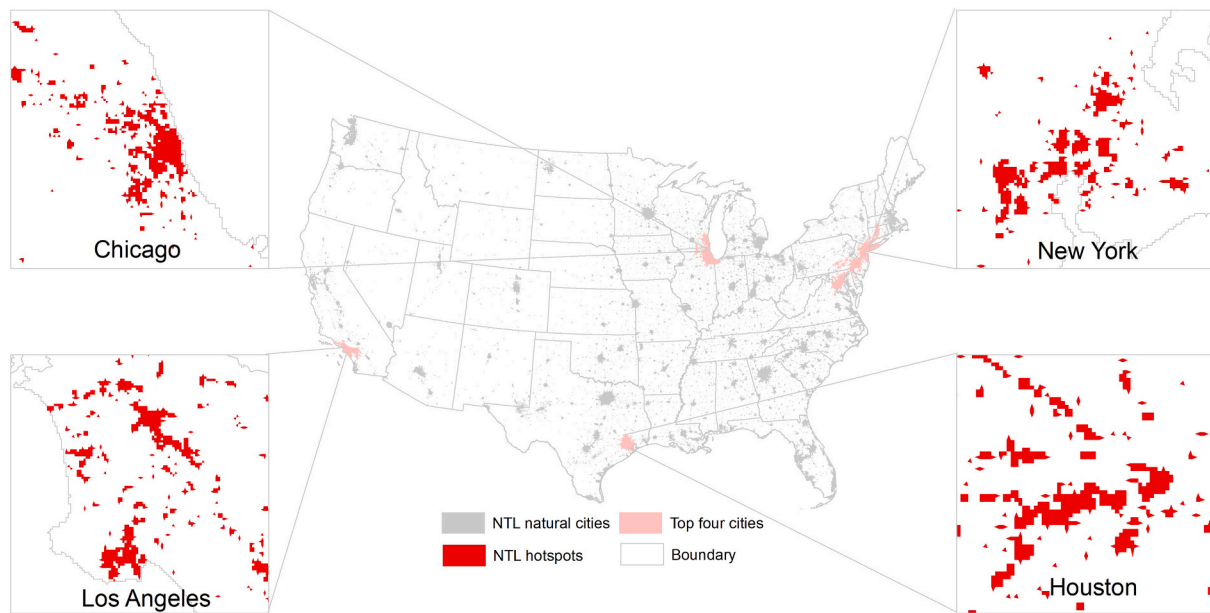 Chicago
New York
Los Angeles
Houston
NTL natural cities
Top four cities
NTL hotspots
Boundary